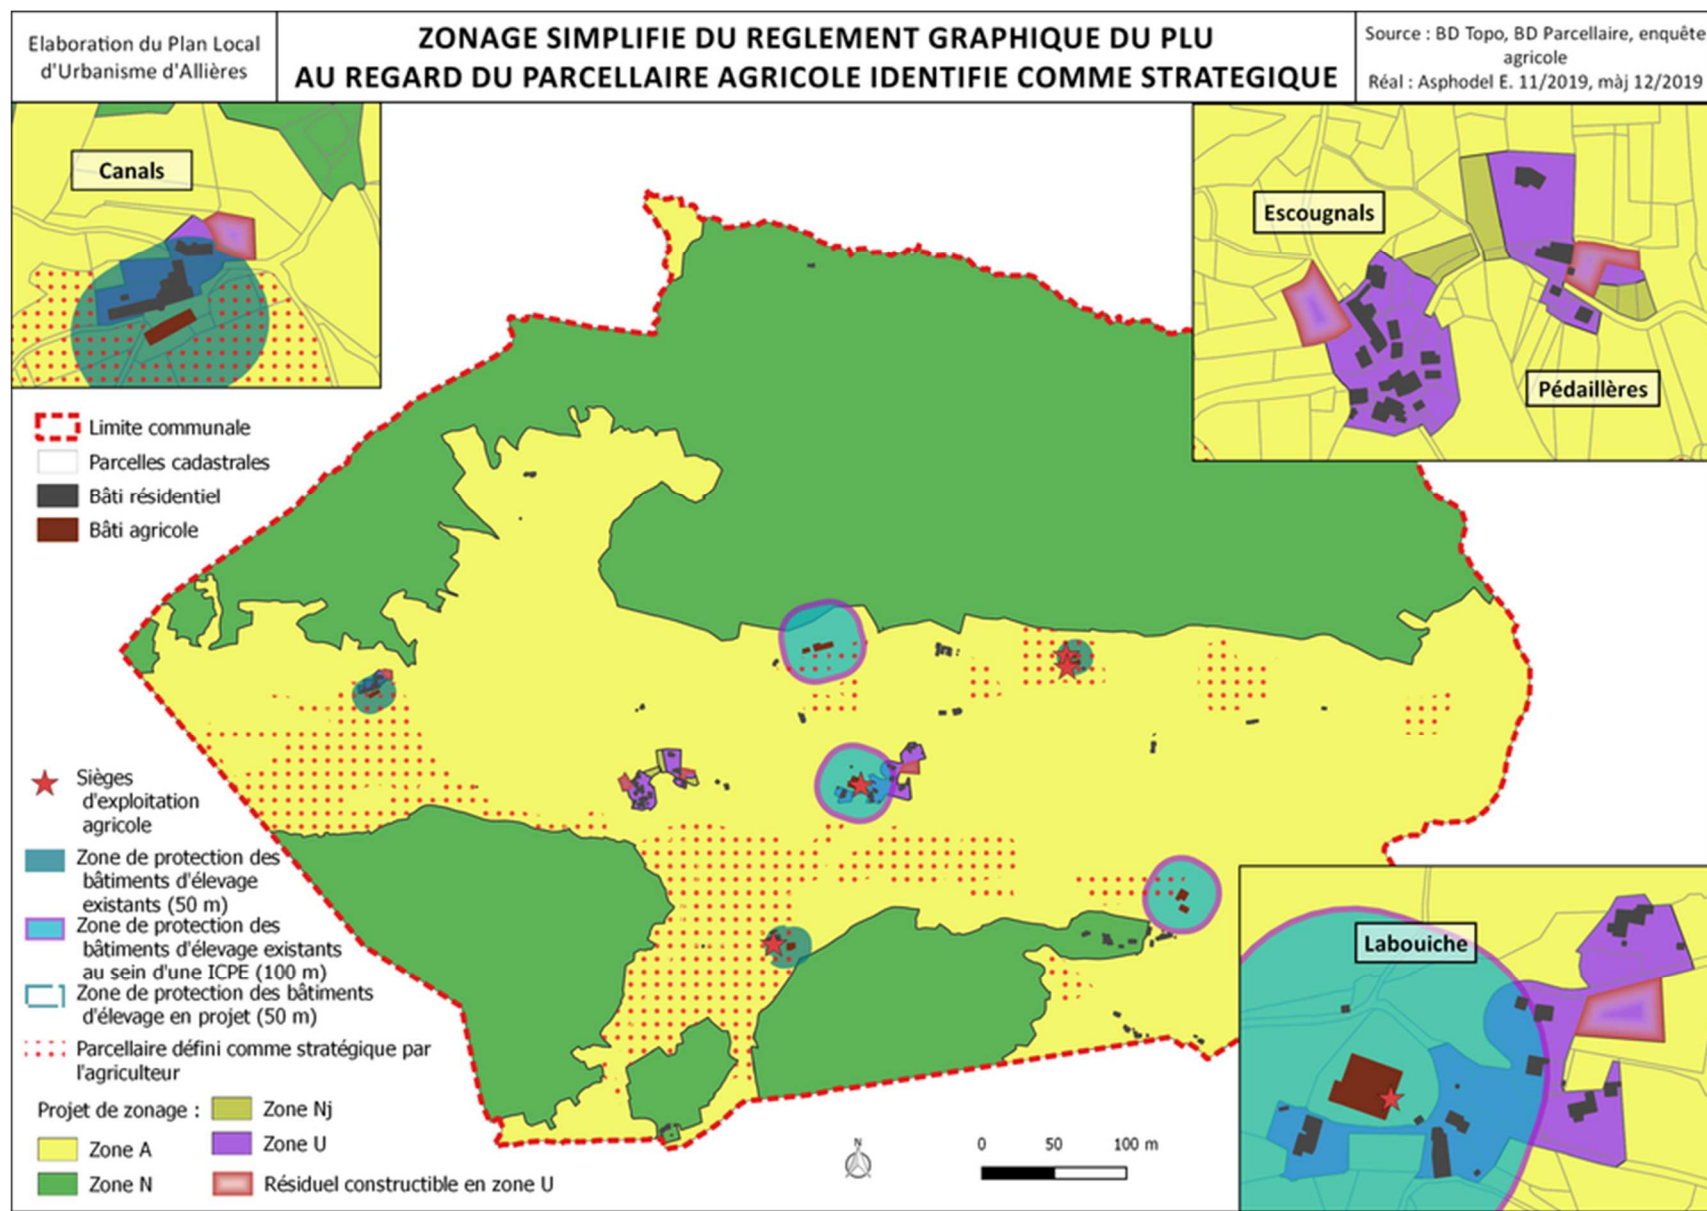 Elaboration du Plan Local
d'Urbanisme d'Allières
ZONAGE SIMPLIFIE DU REGLEMENT GRAPHIQUE DU PLU
AU REGARD DU PARCELLAIRE AGRICOLE IDENTIFIE COMME STRATEGIQUE
Source : BD Topo, BD Parcellaire, enquête
agricole
Réal : Asphodel E. 11/2019, màj 12/2019
Canals
Escougnals
Pédaillères
Limite communale
Parcelles cadastrales
Bâti résidentiel
Bâti agricole
Sièges
d'exploitation
agricole
Zone de protection des
bâtiments d'élevage
existants (50 m)
Zone de protection des
bâtiments d'élevage existants
au sein d'une ICPE (100 m)
Zone de protection des bâtiments
d'élevage en projet (50 m)
Parcellaire défini comme stratégique par
l'agriculteur
Projet de zonage :
Zone Nj
Zone A
Zone U
Zone N
Résiduel constructible en zone U
Labouiche
N
0 50 100 m